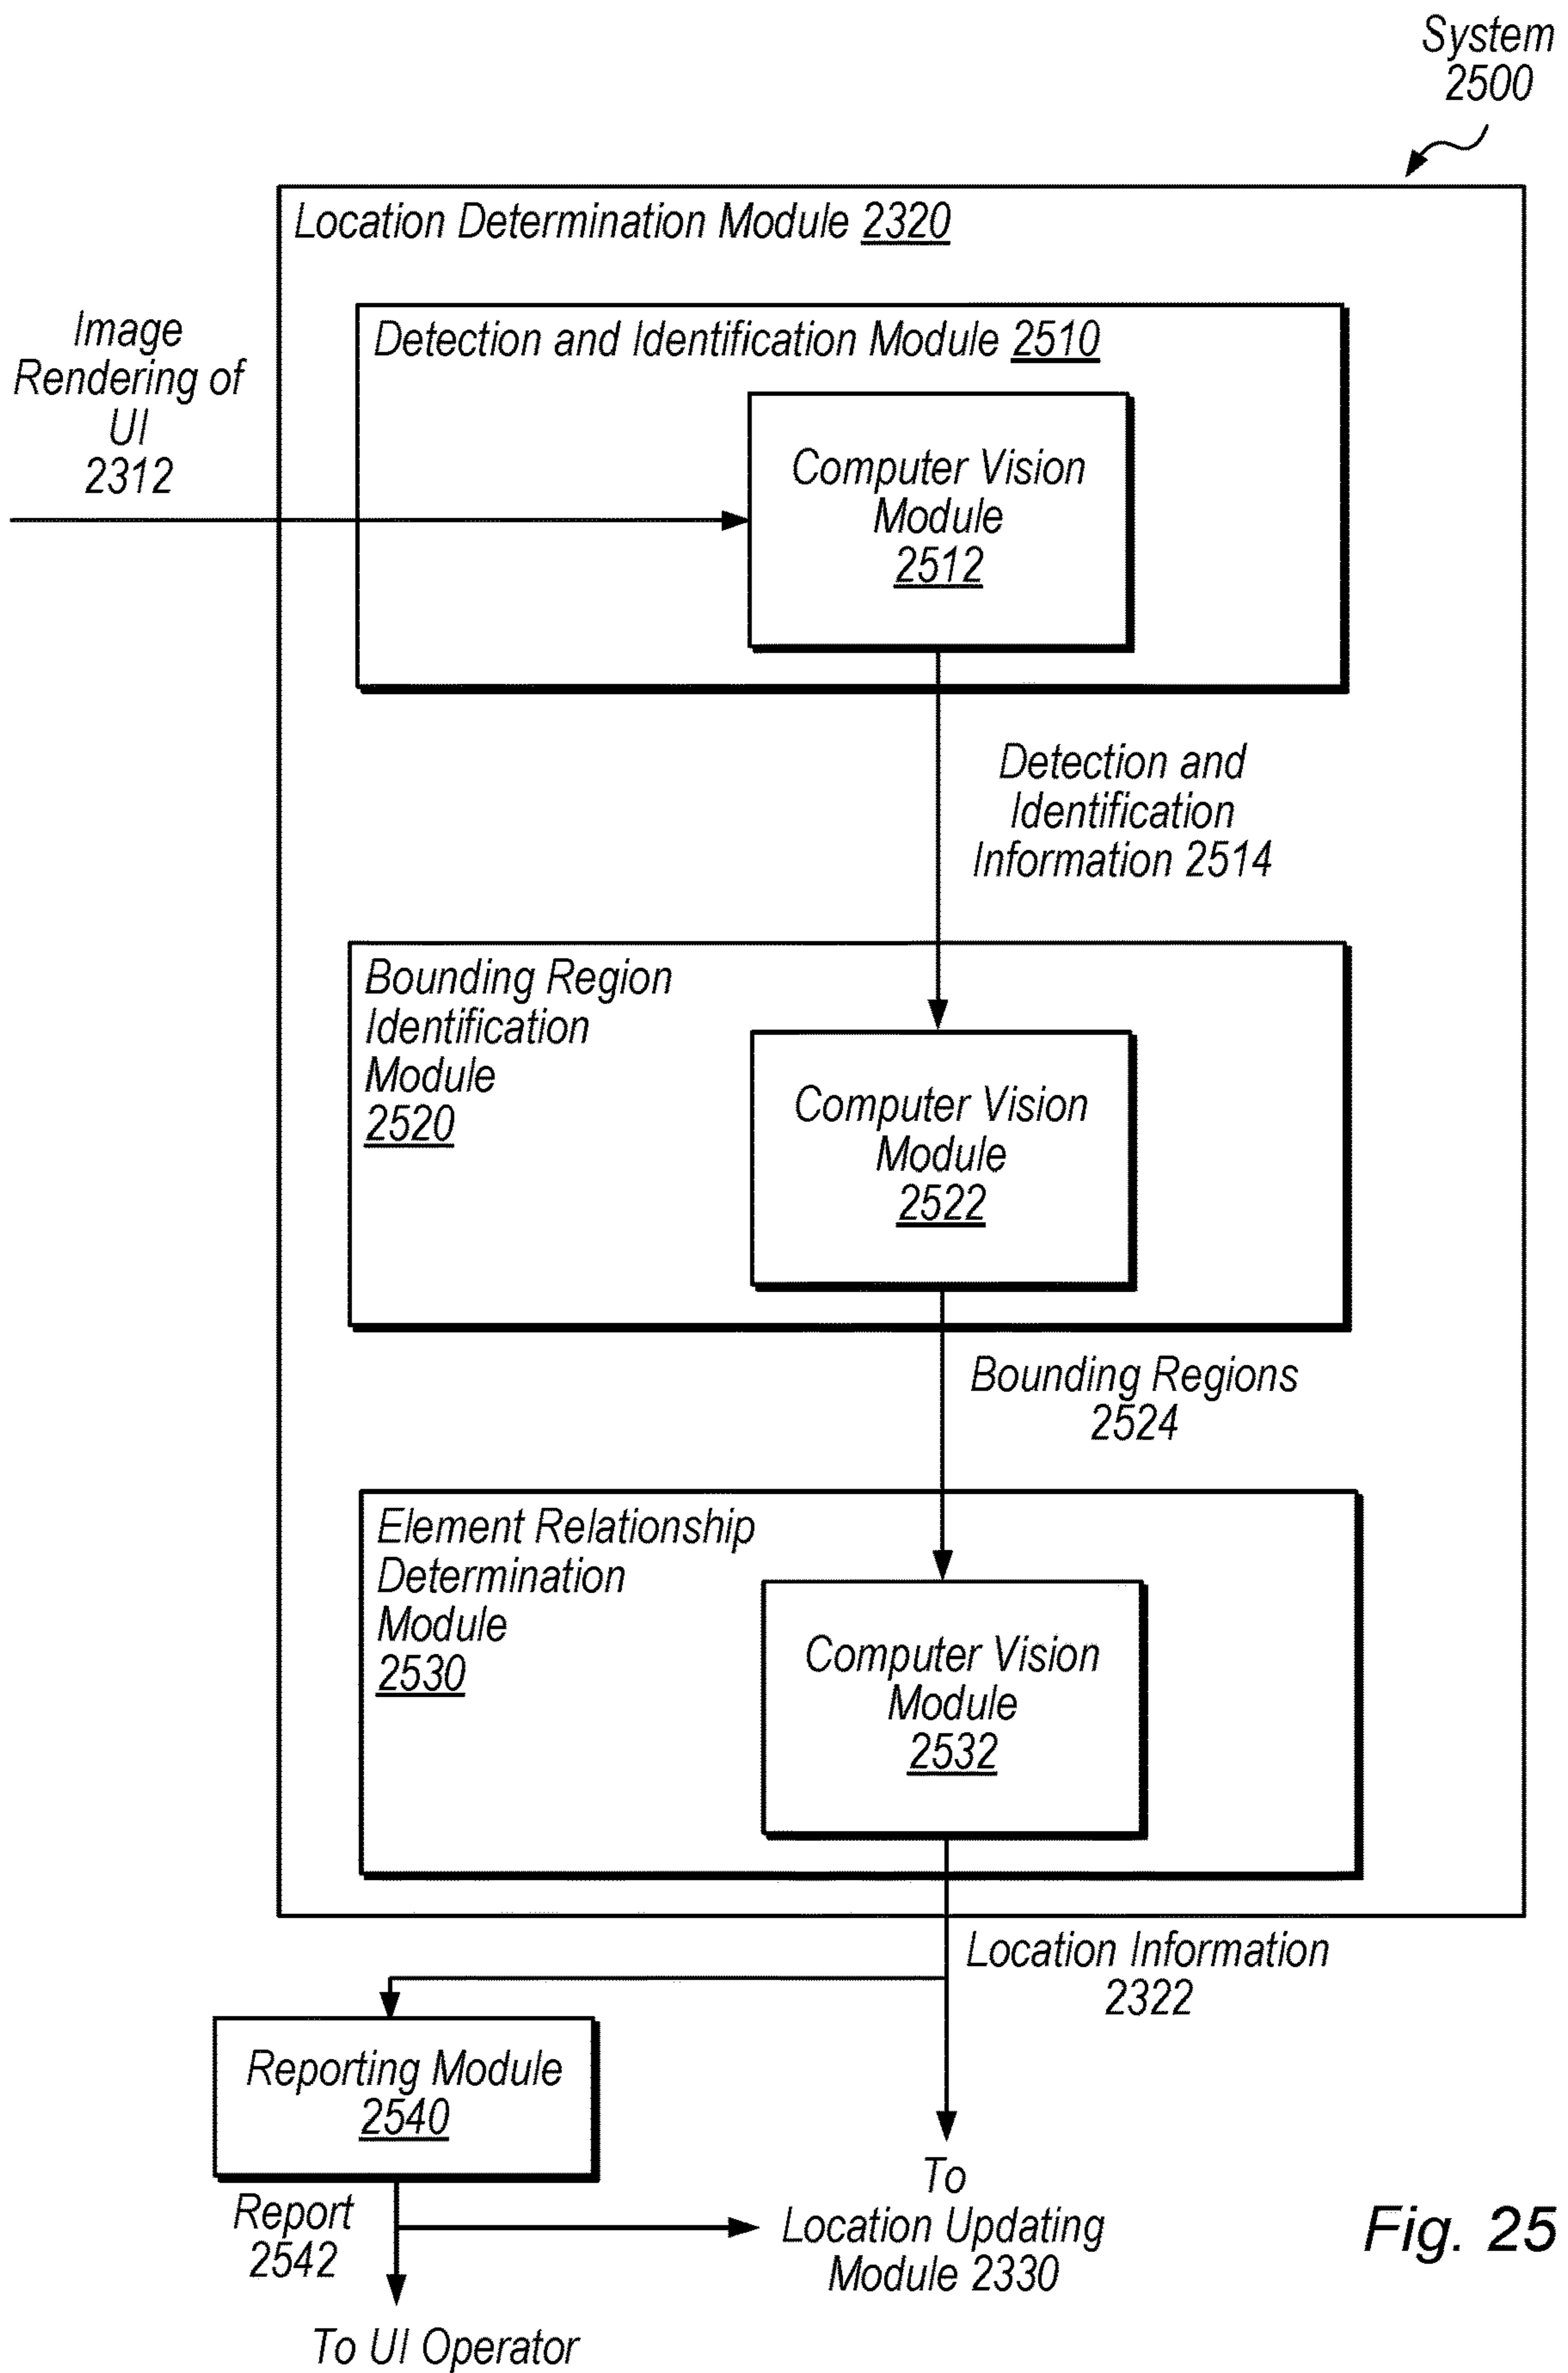 System
2500
Location Determination Module 2320
Image
Rendering of
UI
2312
Detection and Identification Module 2510
Computer Vision
Module
2512
Detection and
Identification
Information 2514
Bounding Region
Identification
Module
2520
Computer Vision
Module
2522
Bounding Regions
2524
Element Relationship
Determination
Module
2530
Computer Vision
Module
2532
Location Information
2322
Reporting Module
2540
Report
2542
To
Location Updating
Module 2330
To UI Operator
Fig. 25